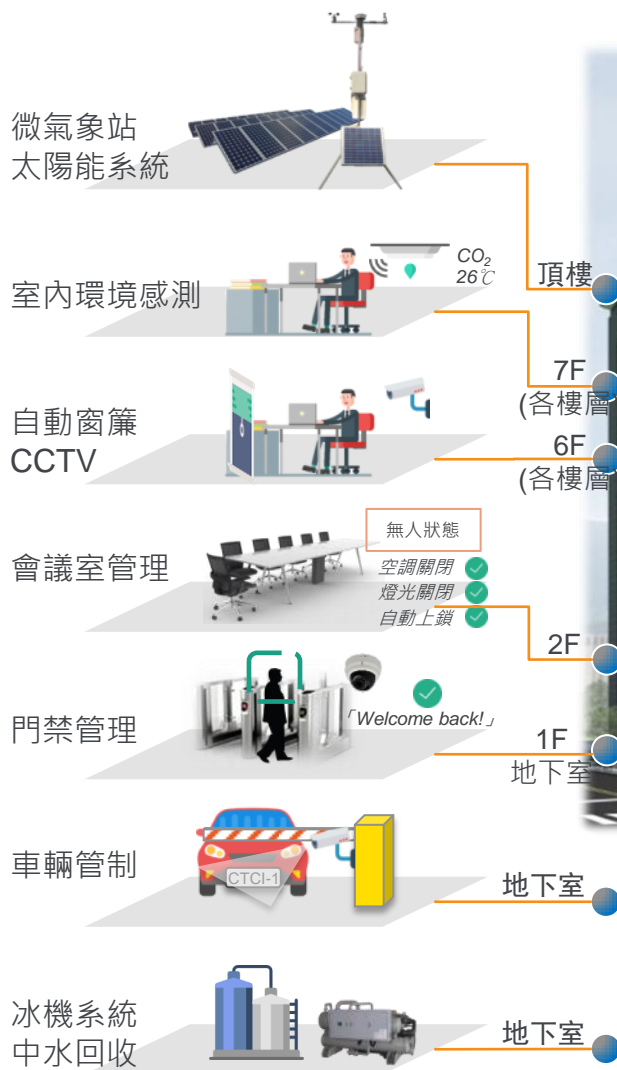 微氣象站
太陽能系統
頂樓
室內環境感測
CO₂
26℃
7F
(各樓層
自動窗簾
CCTV
6F
(各樓層
會議室管理
無人狀態
空調關閉
燈光關閉
自動上鎖
2F
門禁管理
「Welcome back!」
1F
地下室
車輛管制
CTCI-1
地下室
冰機系統
中水回收
地下室